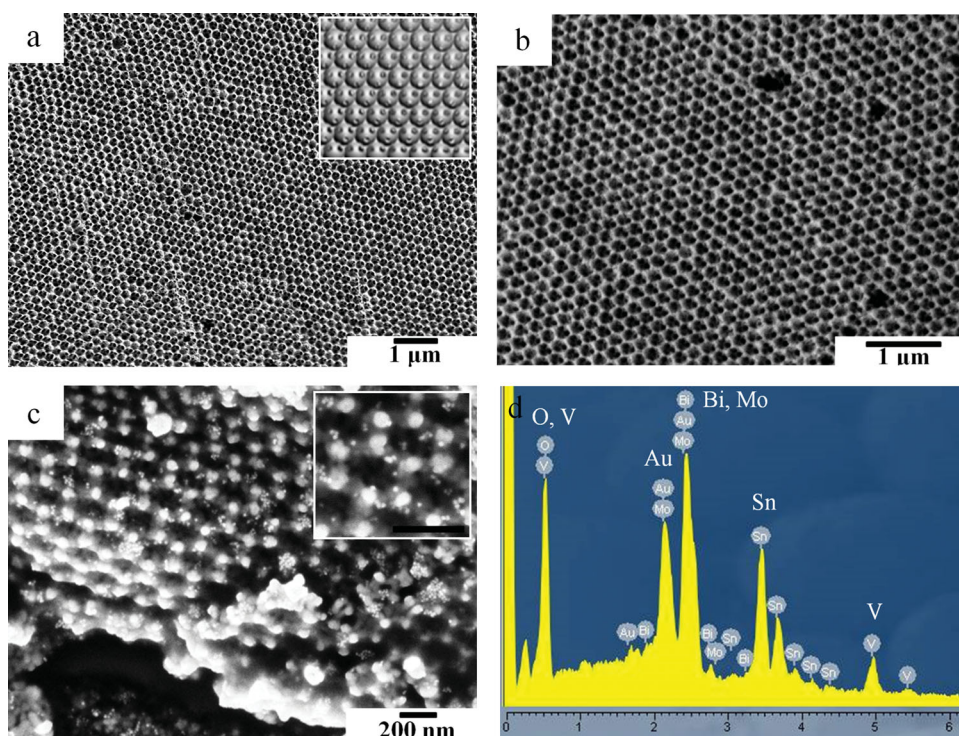 a
b
1 μm
1 μm
c
d
O, V
Bi, Mo
Au
Sn
V
200 nm
Bi
Au
Mo
O
V
Au
Mo
Sn
Sn
Au
Bi
Bi
Mo
Sn
Bi
Sn
Sn
Sn
V
V
0 1 2 3 4 5 6